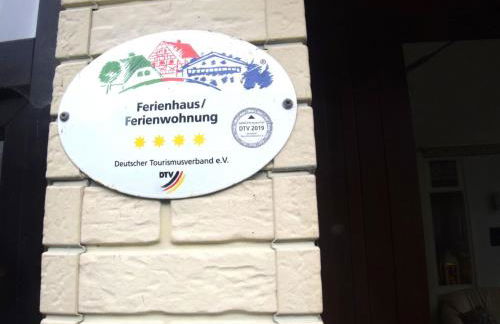 ®
Ferienhaus/
Ferienwohnung
DTV 2019
Deutscher Tourismusverband e.V.
DTV